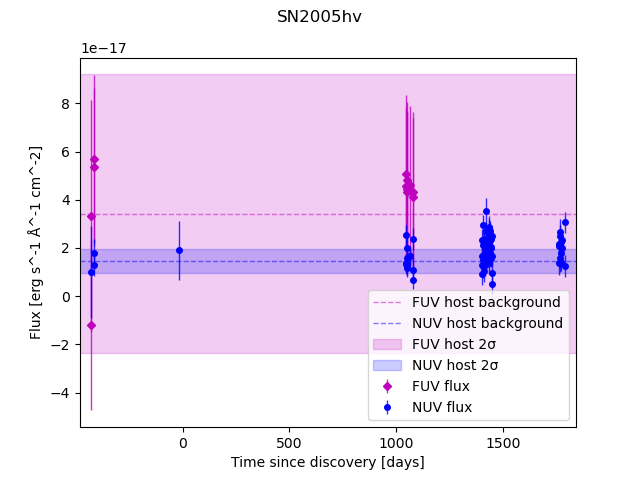 SN2005hv
1e−17
8
6
4
2
0
−2
−4
Flux [erg s^-1 Å^-1 cm^-2]
FUV host background
NUV host background
FUV host 2σ
NUV host 2σ
FUV flux
NUV flux
0
500
1000
1500
Time since discovery [days]